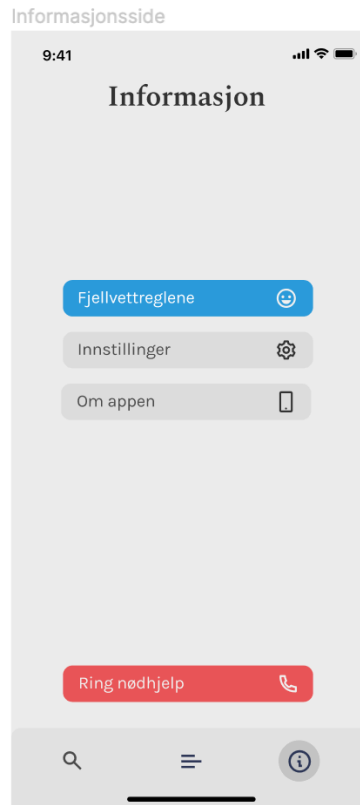 Informasjonsside
9:41
Informasjon
Fjellvettreglene
Innstillinger
Om appen
Ring nødhjelp